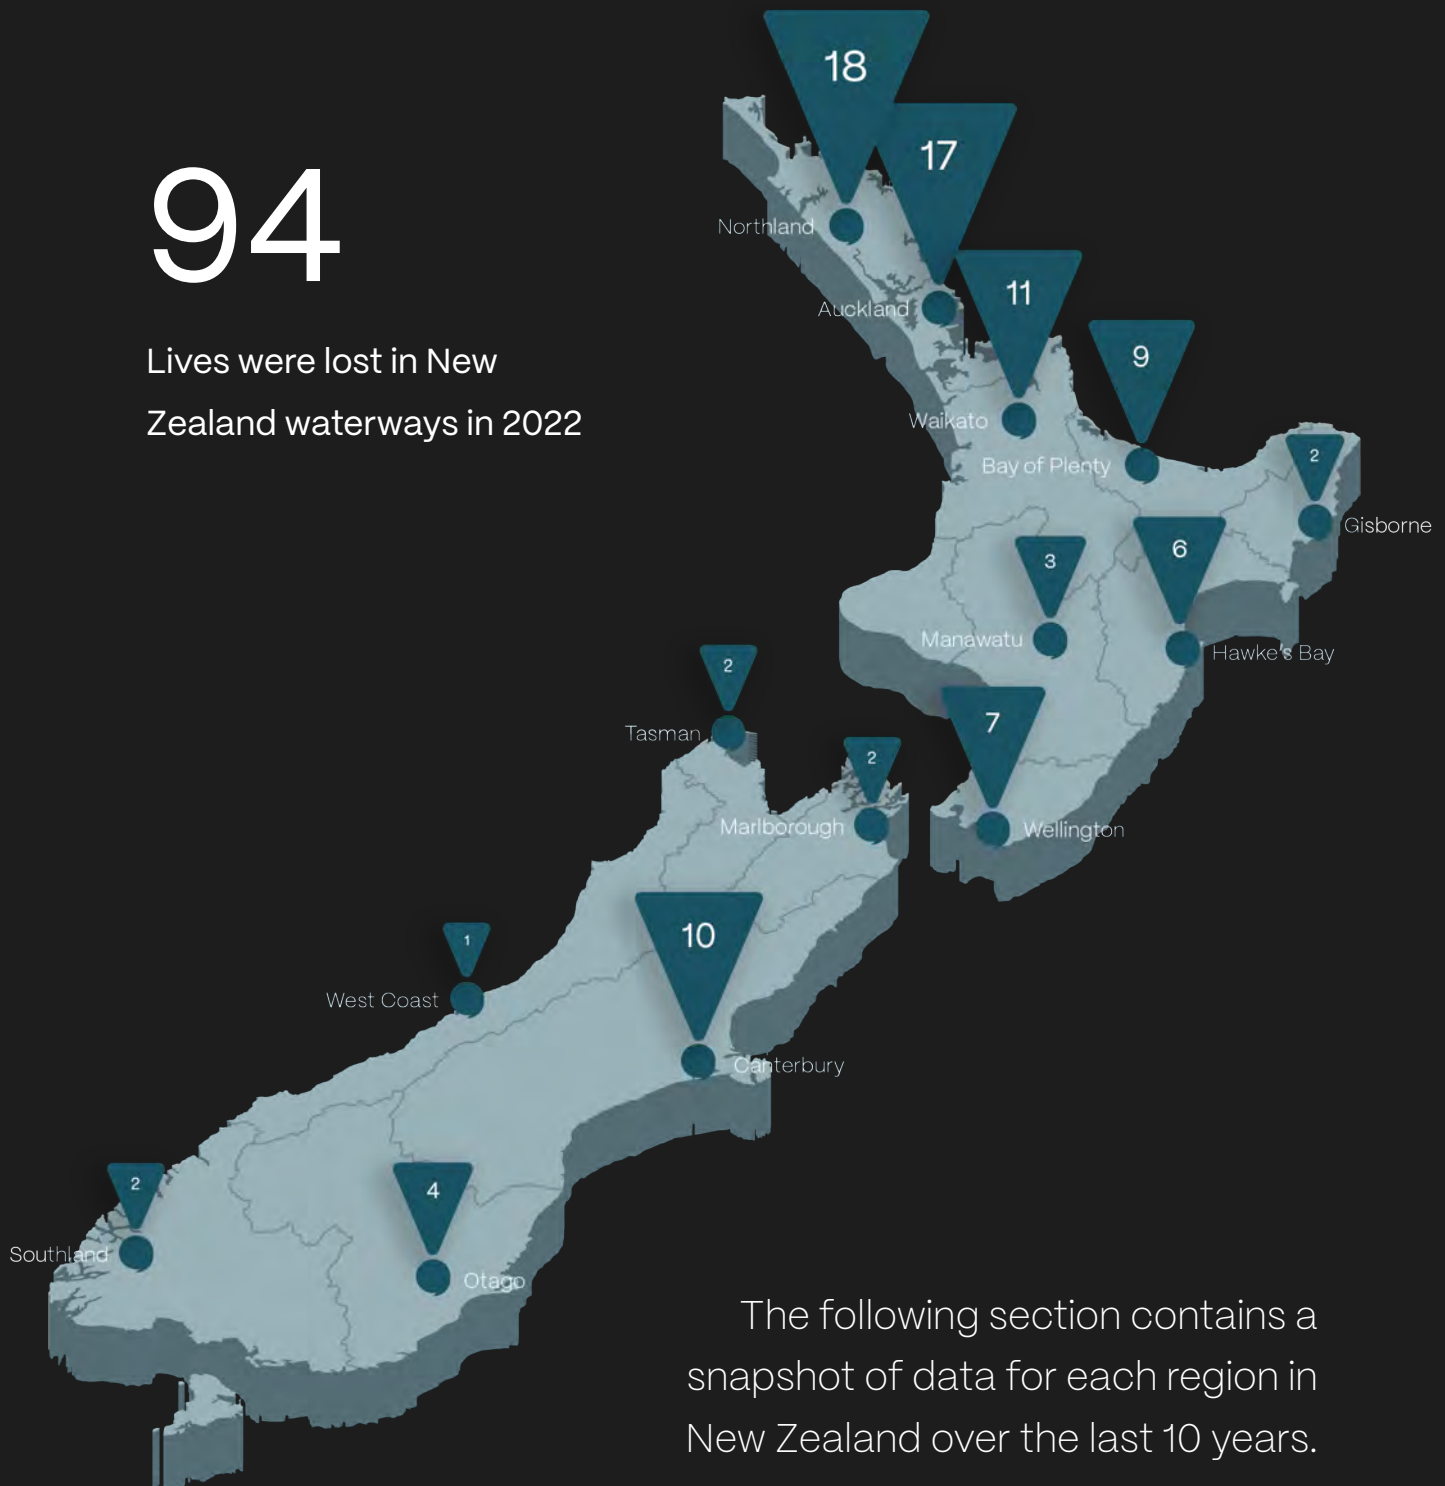 94
Lives were lost in New
Zealand waterways in 2022
18
17
Northland
Auckland
11
9
Waikato
Bay of Plenty
2
Gisborne
3
6
Manawatu
Hawke's Bay
2
Tasman
7
2
Marlborough
Wellington
10
1
West Coast
Canterbury
2
4
Southland
Otago
The following section contains a
snapshot of data for each region in
New Zealand over the last 10 years.